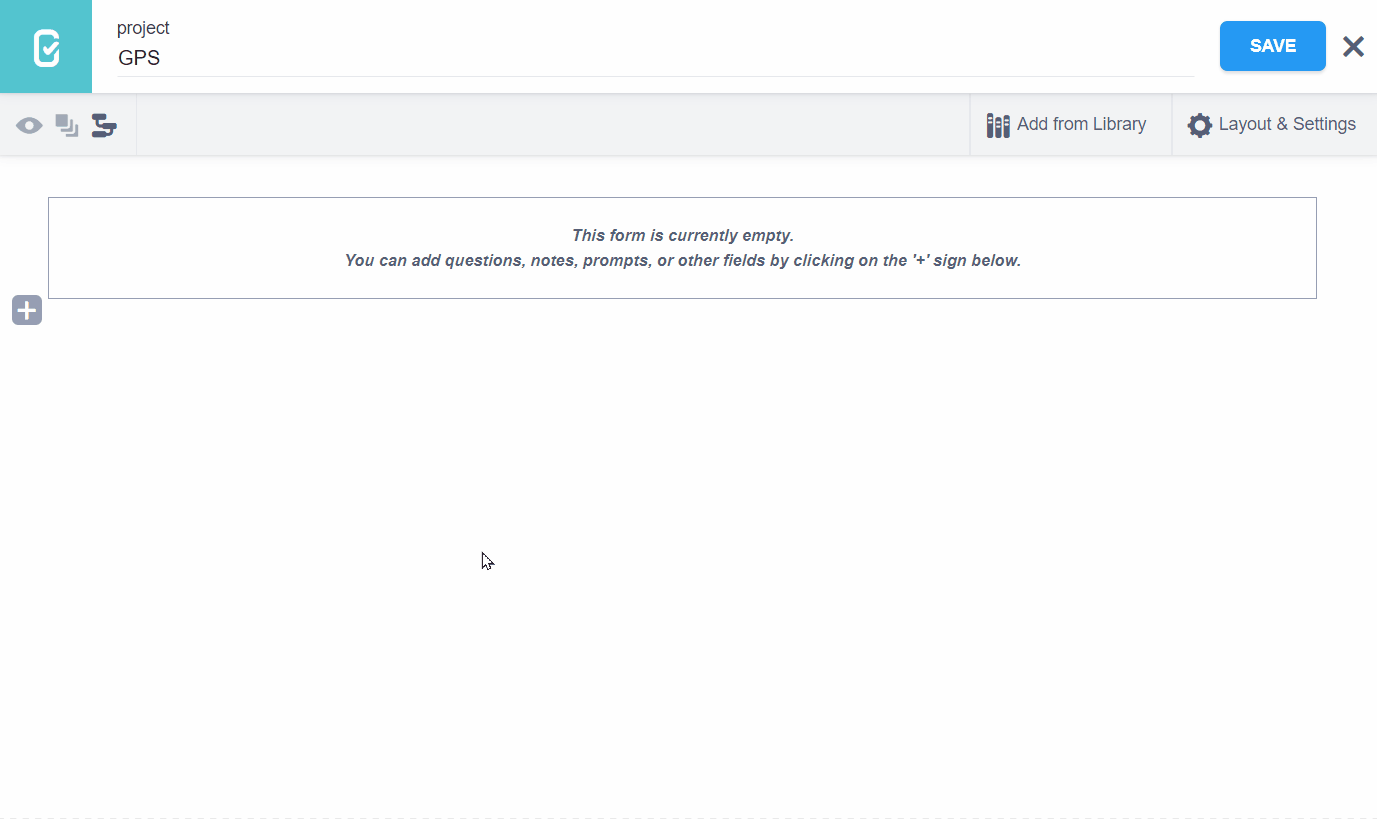 project
GPS
SAVE
Add from Library
Layout & Settings
This form is currently empty.
You can add questions, notes, prompts, or other fields by clicking on the '+' sign below.